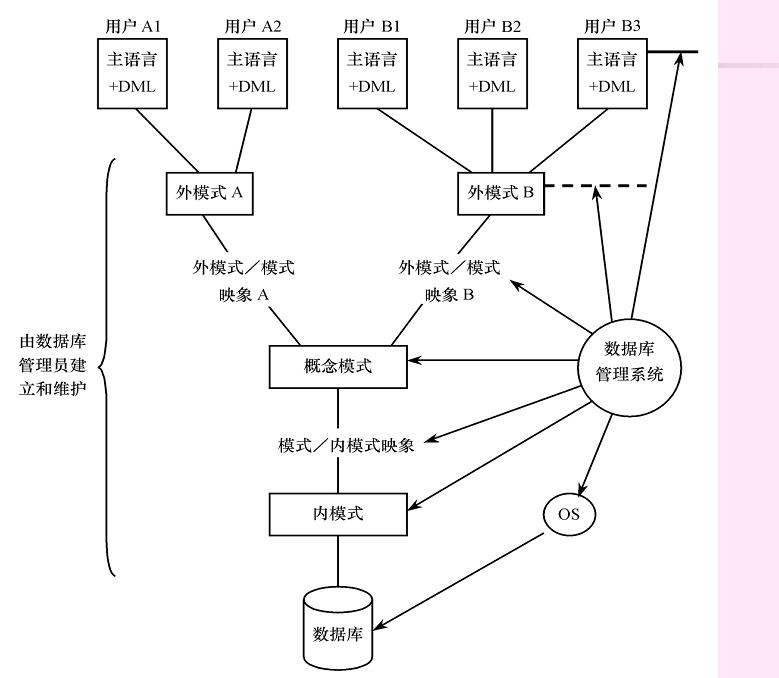 用户 A1
用户 A2
用户 B1
用户 B2
用户 B3
主语言
+DML
主语言
+DML
主语言
+DML
主语言
+DML
主语言
+DML
外模式 A
外模式 B
外模式／模式
映象 A
外模式／模式
映象 B
由数据库
管理员建
立和维护
概念模式
数据库
管理系统
模式／内模式映象
内模式
OS
数据库